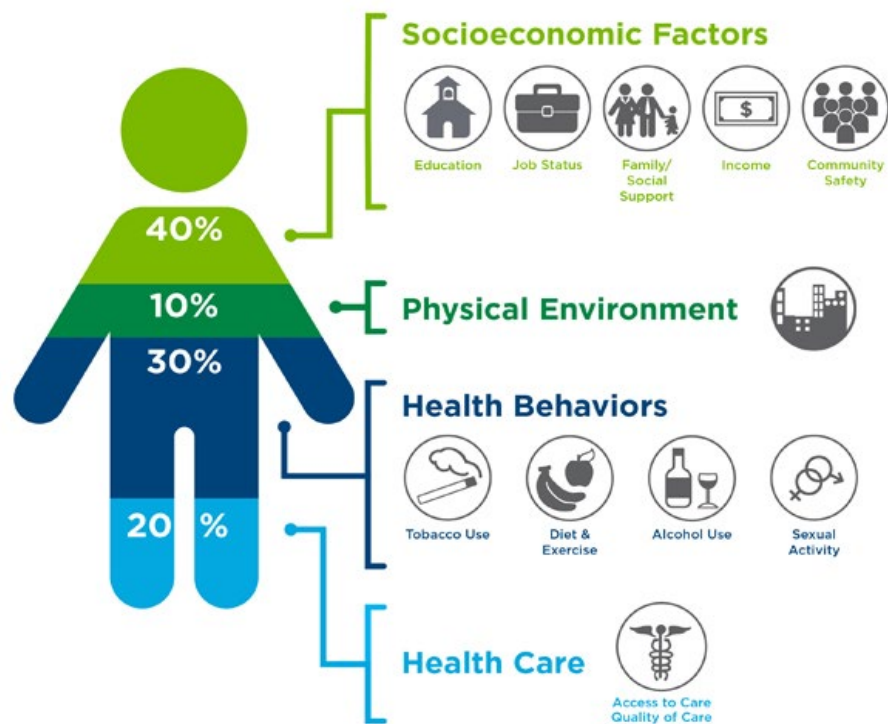 Socioeconomic Factors
$
Education
Job Status
Family/
Social
Support
Income
Community
Safety
40%
10%
Physical Environment
30%
Health Behaviors
Tobacco Use
Diet &
Exercise
Alcohol Use
Sexual
Activity
20 %
Health Care
Access to Care
Quality of Care